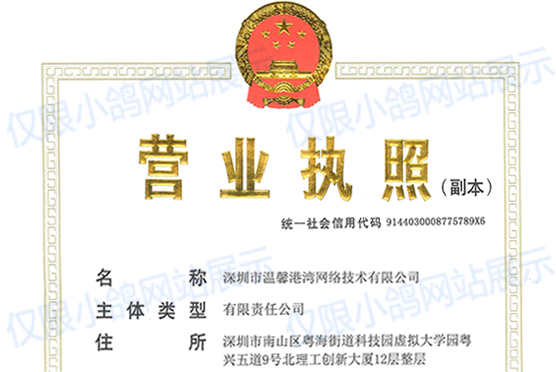 营业执照
(副本)
统一社会信用代码 9144030008775789X6
名称 深圳市温馨港湾网络技术有限公司
主体类型 有限责任公司
住所 深圳市南山区粤海街道科技园虚拟大学园粤
兴五道9号北理工创新大厦12层整层
仅限小鸽网站展示
仅限小鸽网站展示
仅限小鸽网站展示
仅限小鸽网站展示